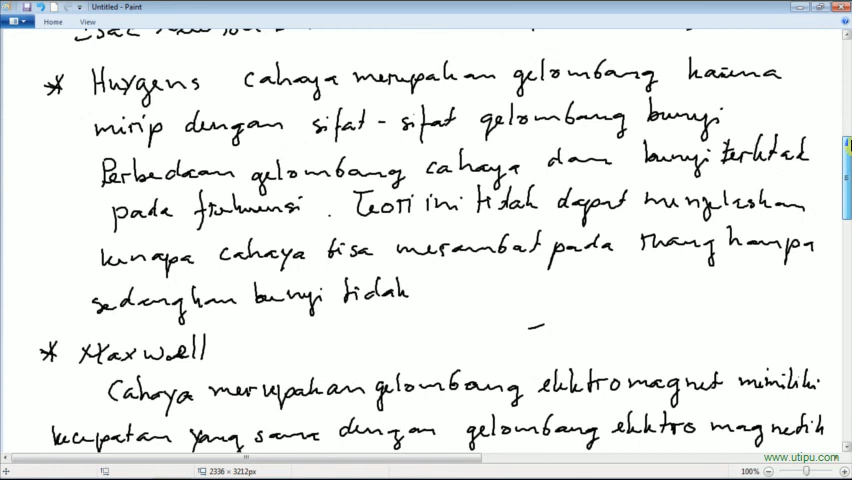 Untitled - Paint
Home View
* Huygens cahaya merupakan gelombang karena
mirip dengan sifat - sifat gelombang bunyi
Perbedaan gelombang cahaya dan bunyi terletak
pada frekuensi. Teori ini tidak dapat menjelaskan
kenapa cahaya bisa merambat pada ruang hampa
sedangkan bunyi tidak
* Maxwell
Cahaya merupakan gelombang elektromagnet memiliki
kecepatan yang sama dengan gelombang elektro magnetik
www.utipu.com
2336 × 3212px 100%